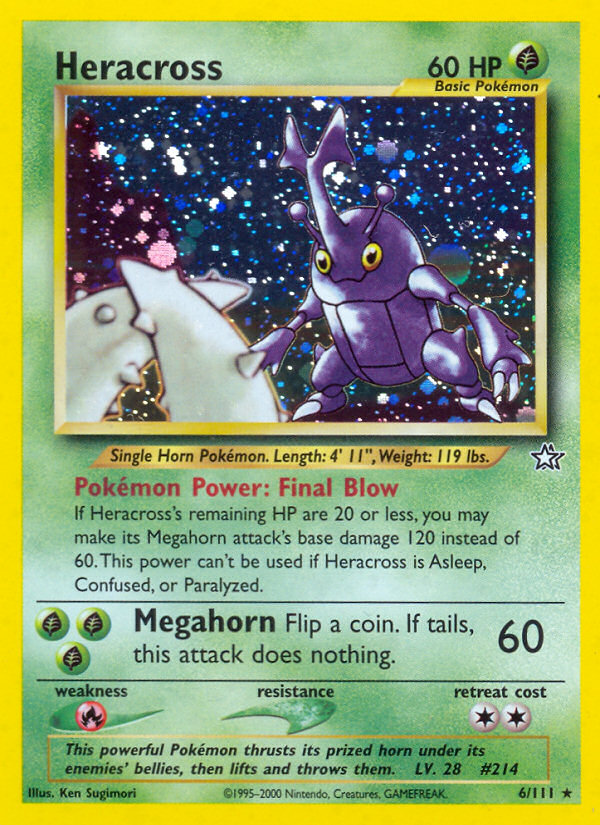 Heracross
60 HP
Basic Pokémon
Single Horn Pokémon. Length: 4' 11", Weight: 119 lbs.
Pokémon Power: Final Blow
If Heracross's remaining HP are 20 or less, you may
make its Megahorn attack's base damage 120 instead of
60. This power can't be used if Heracross is Asleep,
Confused, or Paralyzed.
Megahorn Flip a coin. If tails,
this attack does nothing.
60
weakness
resistance
retreat cost
This powerful Pokémon thrusts its prized horn under its
enemies' bellies, then lifts and throws them. LV. 28 #214
Illus. Ken Sugimori
©1995–2000 Nintendo, Creatures, GAMEFREAK.
6/111 ★